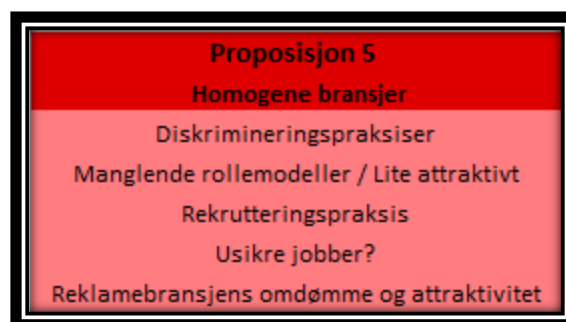 Proposisjon 5
Homogene bransjer
Diskrimineringspraksiser
Manglende rollemodeller / Lite attraktivt
Rekrutteringspraksis
Usikre jobber?
Reklamebransjens omdømme og attraktivitet